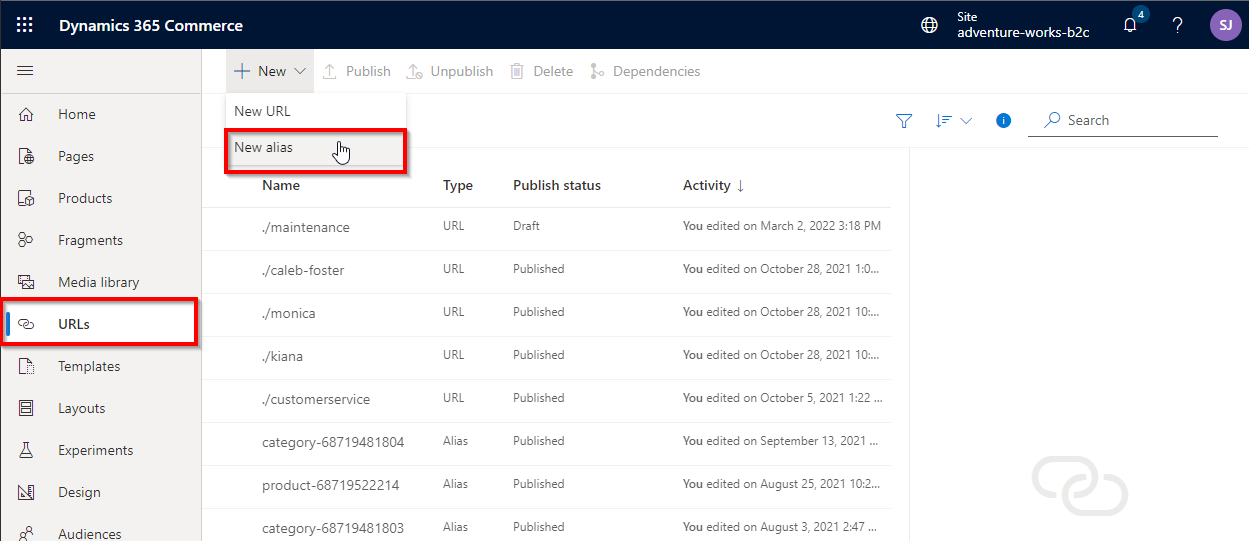 Dynamics 365 Commerce
Site
adventure-works-b2c
4
?
SJ
New
Publish
Unpublish
Delete
Dependencies
New URL
New alias
Search
Home
Pages
Products
Fragments
Media library
URLs
Templates
Layouts
Experiments
Design
Audiences
Name Type Publish status Activity ↓
./maintenance URL Draft You edited on March 2, 2022 3:18 PM
./caleb-foster URL Published You edited on October 28, 2021 1:0...
./monica URL Published You edited on October 28, 2021 10:...
./kiana URL Published You edited on October 28, 2021 10:...
./customerservice URL Published You edited on October 5, 2021 1:22 ...
category-68719481804 Alias Published You edited on September 13, 2021 ...
product-68719522214 Alias Published You edited on August 25, 2021 10:2...
category-68719481803 Alias Published You edited on August 3, 2021 2:47 ...